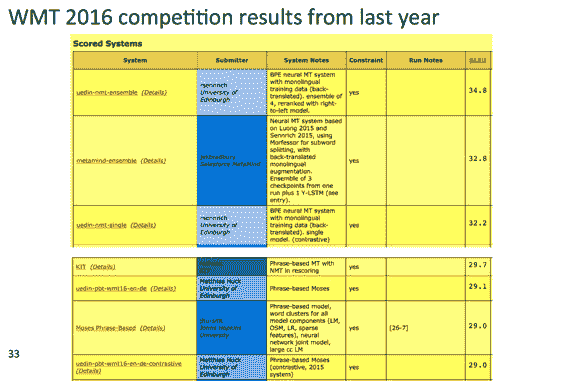 WMT 2016 competition results from last year
Scored Systems
System Submitter System Notes Constraint Run Notes BLEU
uedin-nmt-ensemble (Details)
rsennrich
University of
Edinburgh
BPE neural MT system
with monolingual
training data (back-
translated). ensemble of
4, reranked with right-
to-left model.
yes
34.8
metamind-ensemble (Details)
Salesforce MetaMind
Neural MT system based
on Luong 2015 and
Sennrich 2015, using
Morfessor for subword
splitting, with
back-translated
monolingual
augmentation.
Ensemble of 3
checkpoints from one
run plus 1 Y-LSTM (see
entry).
yes
32.8
uedin-nmt-single (Details)
rsennrich
University of
Edinburgh
BPE neural MT system
with monolingual
training data (back-
translated). single
model. (contrastive)
yes
32.2
KIT (Details)
Phrase-based MT with
NMT in rescoring
yes
29.7
uedin-pbt-wmt16-en-de (Details)
Matthias Huck
University of
Edinburgh
Phrase-based Moses
yes
29.1
Moses Phrase-Based (Details)
Johns Hopkins
University
Phrase-based model,
word clusters for all
model components (LM,
OSM, LR, sparse
features), neural
network joint model,
large cc LM
yes
[26-7]
29.0
uedin-pbt-wmt16-en-de-contrastive
(Details)
Matthias Huck
University of
Edinburgh
Phrase-based Moses
(contrastive, 2015
system)
yes
29.0
33